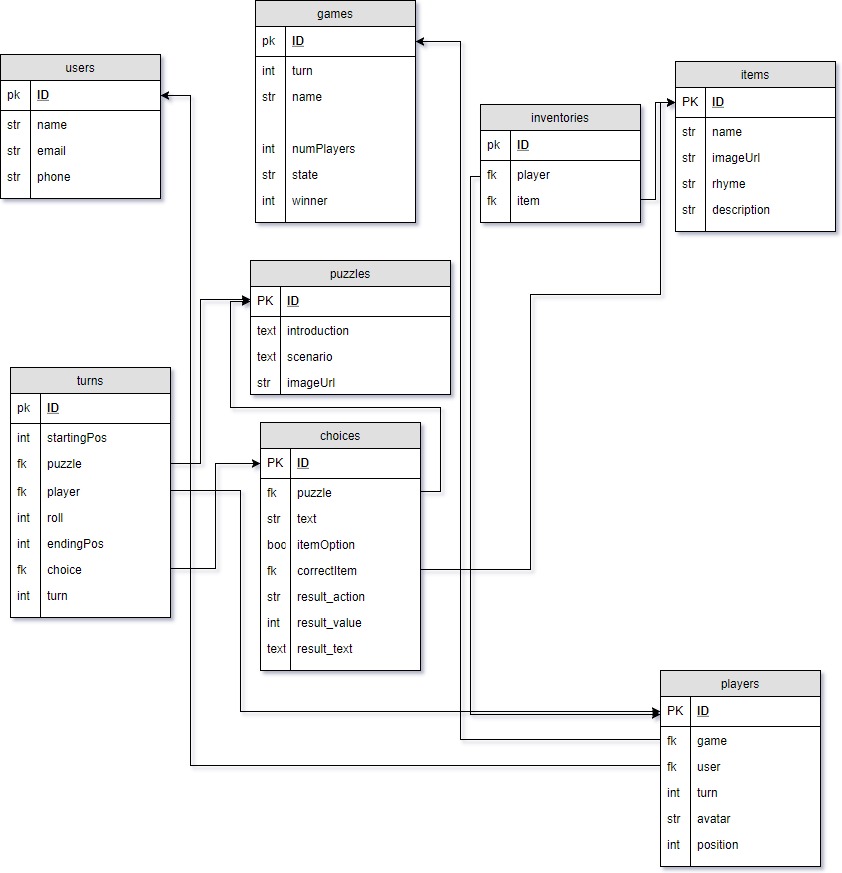 games
pk ID
int turn
str name
int numPlayers
str state
int winner
users
pk ID
str name
str email
str phone
items
PK ID
str name
str imageUrl
str rhyme
str description
inventories
pk ID
fk player
fk item
puzzles
PK ID
text introduction
text scenario
str imageUrl
turns
pk ID
int startingPos
fk puzzle
fk player
int roll
int endingPos
fk choice
int turn
choices
PK ID
fk puzzle
str text
boo itemOption
fk correctItem
str result_action
int result_value
text result_text
players
PK ID
fk game
fk user
int turn
str avatar
int position